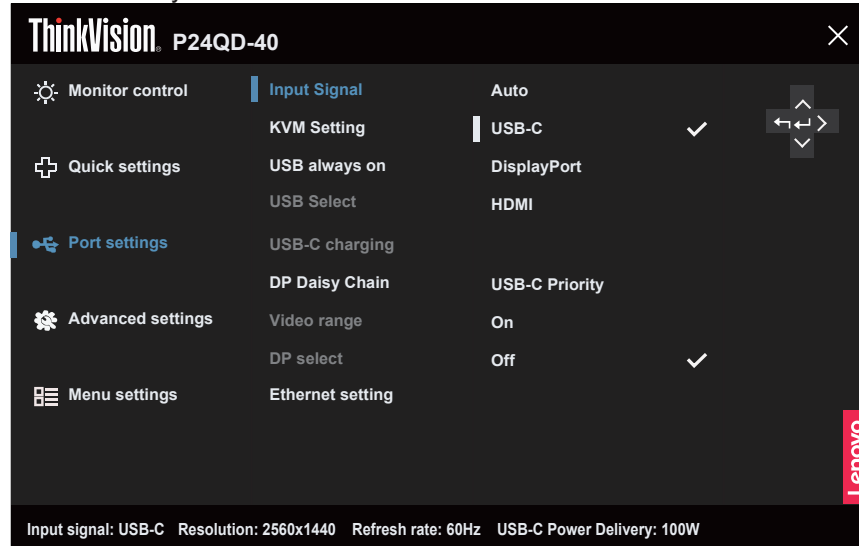 ThinkVision® P24QD-40
Monitor control
Input Signal
Auto
KVM Setting
USB-C
Quick settings
USB always on
DisplayPort
USB Select
HDMI
Port settings
USB-C charging
DP Daisy Chain
USB-C Priority
Advanced settings
Video range
On
DP select
Off
Menu settings
Ethernet setting
Lenovo
Input signal: USB-C Resolution: 2560x1440 Refresh rate: 60Hz USB-C Power Delivery: 100W